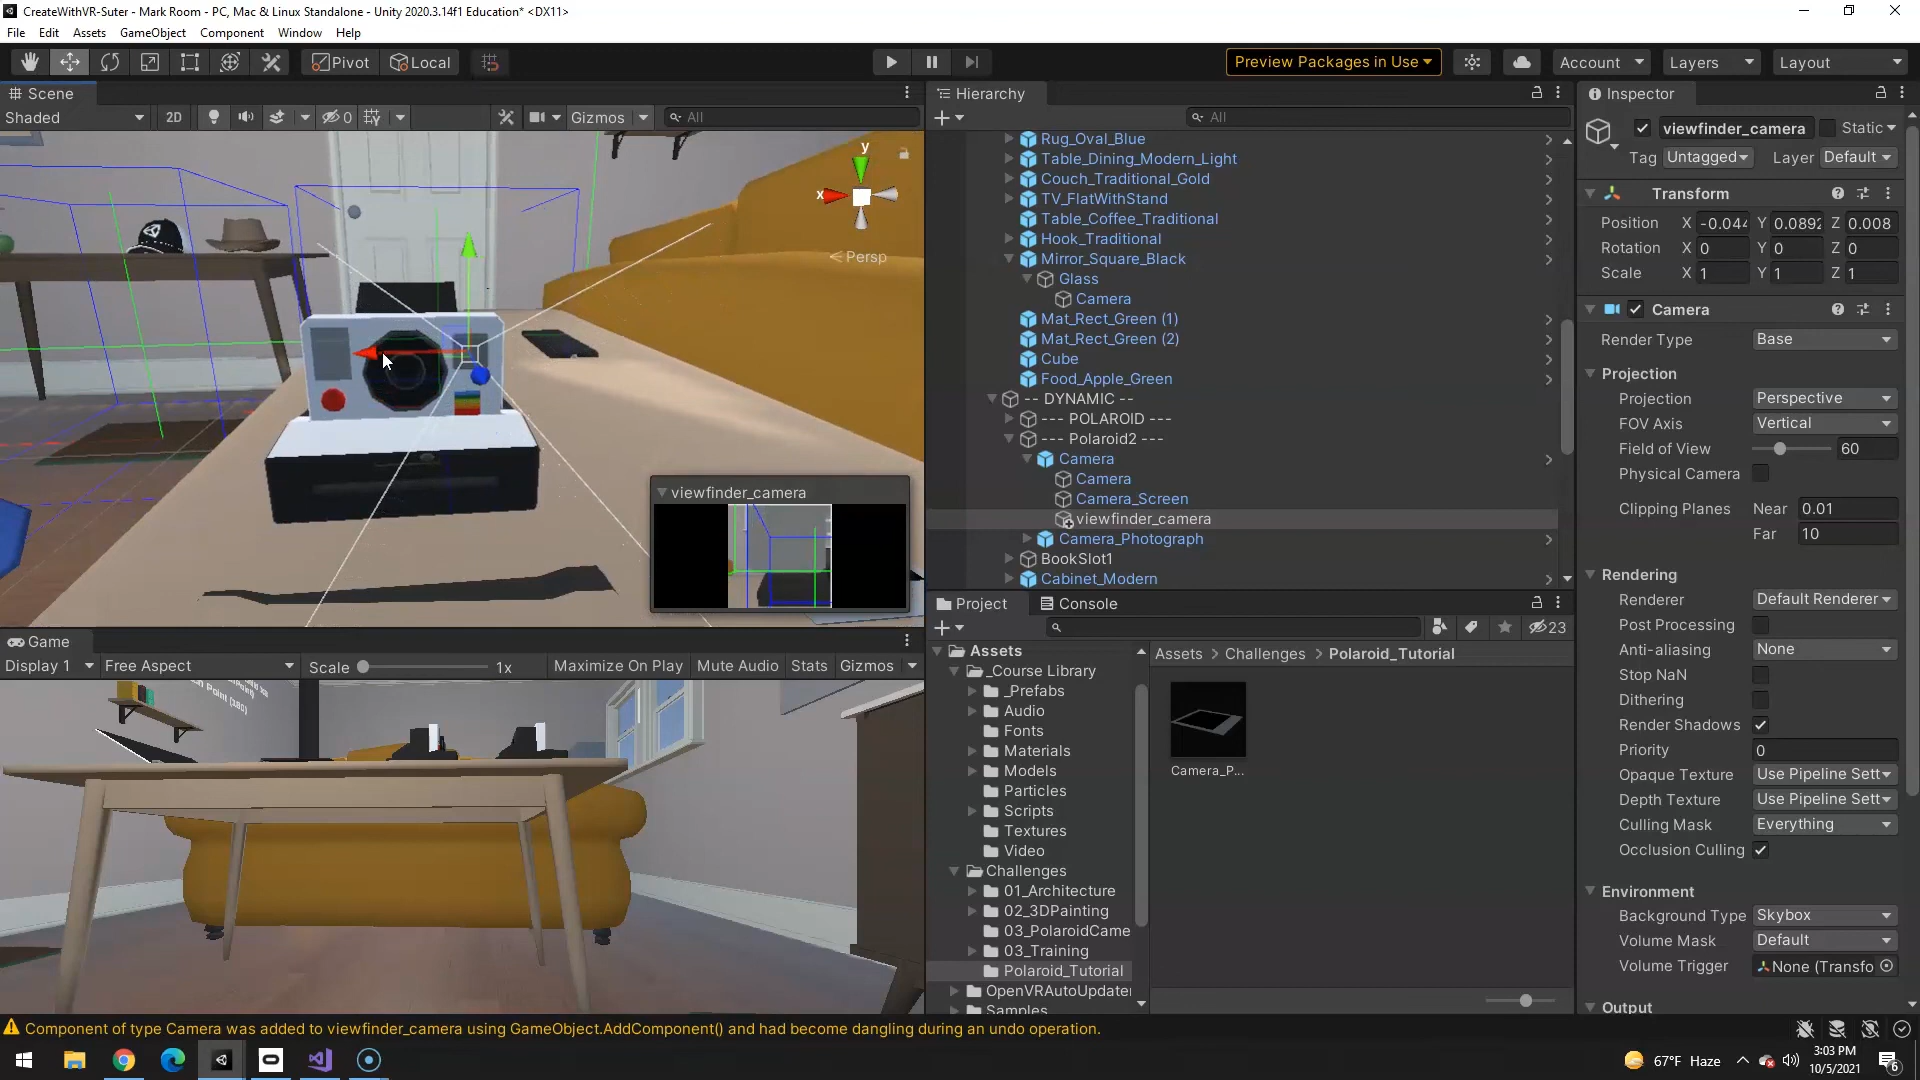 CreateWithVR-Suter - Mark Room - PC, Mac & Linux Standalone - Unity 2020.3.14f1 Education* <DX11>
File Edit Assets GameObject Component Window Help
Pivot Local Preview Packages in Use Account Layers Layout
Scene
Shaded 2D 0 Gizmos All
y
x
Persp
viewfinder_camera
Hierarchy
All
Rug_Oval_Blue
Table_Dining_Modern_Light
Couch_Traditional_Gold
TV_FlatWithStand
Table_Coffee_Traditional
Hook_Traditional
Mirror_Square_Black
Glass
Camera
Mat_Rect_Green (1)
Mat_Rect_Green (2)
Cube
Food_Apple_Green
-- DYNAMIC --
--- POLAROID ---
--- Polaroid2 ---
Camera
Camera
Camera_Screen
viewfinder_camera
Camera_Photograph
BookSlot1
Cabinet_Modern
Game
Display 1 Free Aspect Scale 1x Maximize On Play Mute Audio Stats Gizmos
Project Console
23
Assets
_Course Library
_Prefabs
Audio
Fonts
Materials
Models
Particles
Scripts
Textures
Video
Challenges
01_Architecture
02_3DPainting
03_PolaroidCame
03_Training
Polaroid_Tutorial
OpenVRAutoUpdater
Samples
Assets > Challenges > Polaroid_Tutorial
Camera_P...
Inspector
viewfinder_camera Static
Tag Untagged Layer Default
Transform
Position X -0.044 Y 0.0892 Z 0.008
Rotation X 0 Y 0 Z 0
Scale X 1 Y 1 Z 1
Camera
Render Type Base
Projection
Projection Perspective
FOV Axis Vertical
Field of View 60
Physical Camera
Clipping Planes Near 0.01
Far 10
Rendering
Renderer Default Renderer
Post Processing
Anti-aliasing None
Stop NaN
Dithering
Render Shadows
Priority 0
Opaque Texture Use Pipeline Sett
Depth Texture Use Pipeline Sett
Culling Mask Everything
Occlusion Culling
Environment
Background Type Skybox
Volume Mask Default
Volume Trigger None (Transfo
Output
Component of type Camera was added to viewfinder_camera using GameObject.AddComponent() and had become dangling during an undo operation.
67°F Haze
3:03 PM
10/5/2021
6